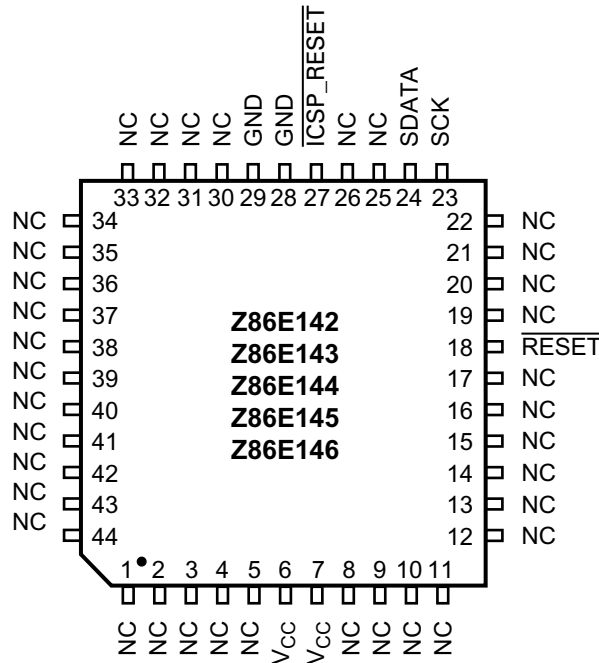 NC NC NC NC GND GND ICSP_RESET NC NC SDATA SCK
33 32 31 30 29 28 27 26 25 24 23
NC 34 22 NC
NC 35 21 NC
NC 36 20 NC
NC 37 19 NC
Z86E142
NC 38 18 RESET
Z86E143
NC 39 17 NC
Z86E144
NC 40 16 NC
Z86E145
NC 41 15 NC
Z86E146
NC 42 14 NC
NC 43 13 NC
NC 44 12 NC
1 2 3 4 5 6 7 8 9 10 11
NC NC NC NC NC VCC VCC NC NC NC NC